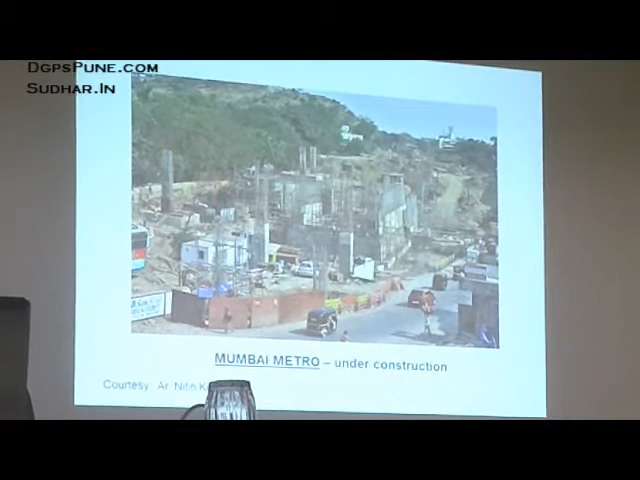 DgpsPune.com
Sudhar.In
MUMBAI METRO – under construction
Courtesy Ar. Nitin